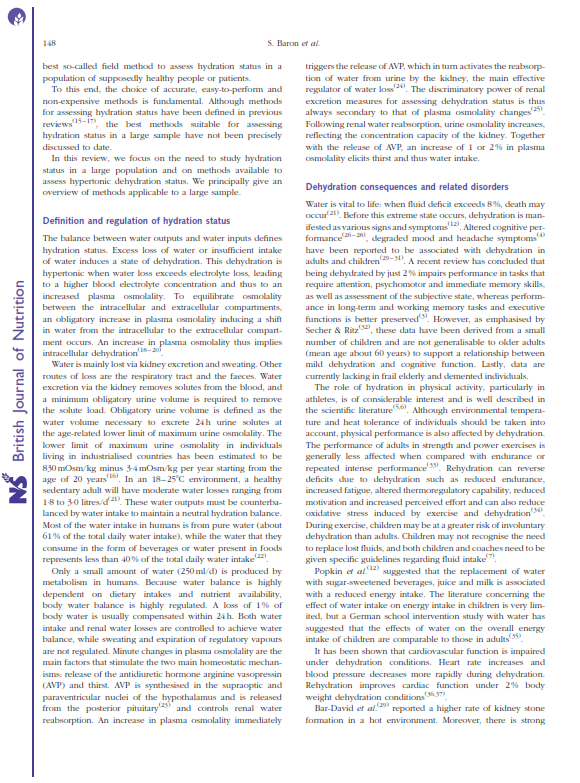 148
S. Baron et al.
best so-called field method to assess hydration status in a
population of supposedly healthy people or patients.
To this end, the choice of accurate, easy-to-perform and
non-expensive methods is fundamental. Although methods
for assessing hydration status have been defined in previous
reviews(15–17), the best methods suitable for assessing
hydration status in a large sample have not been precisely
discussed to date.
In this review, we focus on the need to study hydration
status in a large population and on methods available to
assess hypertonic dehydration status. We principally give an
overview of methods applicable to a large sample.
Definition and regulation of hydration status
The balance between water outputs and water inputs defines
hydration status. Excess loss of water or insufficient intake
of water induces a state of dehydration. This dehydration is
hypertonic when water loss exceeds electrolyte loss, leading
to a higher blood electrolyte concentration and thus to an
increased plasma osmolality. To equilibrate osmolality
between the intracellular and extracellular compartments,
an obligatory increase in plasma osmolality inducing a shift
in water from the intracellular to the extracellular compart-
ment occurs. An increase in plasma osmolality thus implies
intracellular dehydration(18–20).
Water is mainly lost via kidney excretion and sweating. Other
routes of loss are the respiratory tract and the faeces. Water
excretion via the kidney removes solutes from the blood, and
a minimum obligatory urine volume is required to remove
the solute load. Obligatory urine volume is defined as the
water volume necessary to excrete 24 h urine solutes at
the age-related lower limit of maximum urine osmolality. The
lower limit of maximum urine osmolality in individuals
living in industrialised countries has been estimated to be
830 mOsm/kg minus 3·4 mOsm/kg per year starting from the
age of 20 years(16). In an 18–25°C environment, a healthy
sedentary adult will have moderate water losses ranging from
1·8 to 3·0 litres/d(21). These water outputs must be counterba-
lanced by water intake to maintain a neutral hydration balance.
Most of the water intake in humans is from pure water (about
61 % of the total daily water intake), while the water that they
consume in the form of beverages or water present in foods
represents less than 40 % of the total daily water intake(22).
Only a small amount of water (250 ml/d) is produced by
metabolism in humans. Because water balance is highly
dependent on dietary intakes and nutrient availability,
body water balance is highly regulated. A loss of 1 % of
body water is usually compensated within 24 h. Both water
intake and renal water losses are controlled to achieve water
balance, while sweating and expiration of regulatory vapours
are not regulated. Minute changes in plasma osmolality are the
main factors that stimulate the two main homeostatic mechan-
isms: release of the antidiuretic hormone arginine vasopressin
(AVP) and thirst. AVP is synthesised in the supraoptic and
paraventricular nuclei of the hypothalamus and is released
from the posterior pituitary(23) and controls renal water
reabsorption. An increase in plasma osmolality immediately
triggers the release of AVP, which in turn activates the reabsorp-
tion of water from urine by the kidney, the main effective
regulator of water loss(24). The discriminatory power of renal
excretion measures for assessing dehydration status is thus
always secondary to that of plasma osmolality changes(25).
Following renal water reabsorption, urine osmolality increases,
reflecting the concentration capacity of the kidney. Together
with the release of AVP, an increase of 1 or 2 % in plasma
osmolality elicits thirst and thus water intake.
Dehydration consequences and related disorders
Water is vital to life: when fluid deficit exceeds 8 %, death may
occur(21). Before this extreme state occurs, dehydration is man-
ifested as various signs and symptoms(12). Altered cognitive per-
formance(26–28), degraded mood and headache symptoms(4)
have been reported to be associated with dehydration in
adults and children(29–31). A recent review has concluded that
being dehydrated by just 2 % impairs performance in tasks that
require attention, psychomotor and immediate memory skills,
as well as assessment of the subjective state, whereas perform-
ance in long-term and working memory tasks and executive
functions is better preserved(3). However, as emphasised by
Secher & Ritz(32), these data have been derived from a small
number of children and are not generalisable to older adults
(mean age about 60 years) to support a relationship between
mild dehydration and cognitive function. Lastly, data are
currently lacking in frail elderly and demented individuals.
The role of hydration in physical activity, particularly in
athletes, is of considerable interest and is well described in
the scientific literature(5,6). Although environmental tempera-
ture and heat tolerance of individuals should be taken into
account, physical performance is also affected by dehydration.
The performance of adults in strength and power exercises is
generally less affected when compared with endurance or
repeated intense performance(33). Rehydration can reverse
deficits due to dehydration such as reduced endurance,
increased fatigue, altered thermoregulatory capability, reduced
motivation and increased perceived effort and can also reduce
oxidative stress induced by exercise and dehydration(34).
During exercise, children may be at a greater risk of involuntary
dehydration than adults. Children may not recognise the need
to replace lost fluids, and both children and coaches need to be
given specific guidelines regarding fluid intake(7).
Popkin et al.(12) suggested that the replacement of water
with sugar-sweetened beverages, juice and milk is associated
with a reduced energy intake. The literature concerning the
effect of water intake on energy intake in children is very lim-
ited, but a German school intervention study with water has
suggested that the effects of water on the overall energy
intake of children are comparable to those in adults(35).
It has been shown that cardiovascular function is impaired
under dehydration conditions. Heart rate increases and
blood pressure decreases more rapidly during dehydration.
Rehydration improves cardiac function under 2 % body
weight dehydration conditions(36,37).
Bar-David et al.(29) reported a higher rate of kidney stone
formation in a hot environment. Moreover, there is strong
British Journal of Nutrition
NS